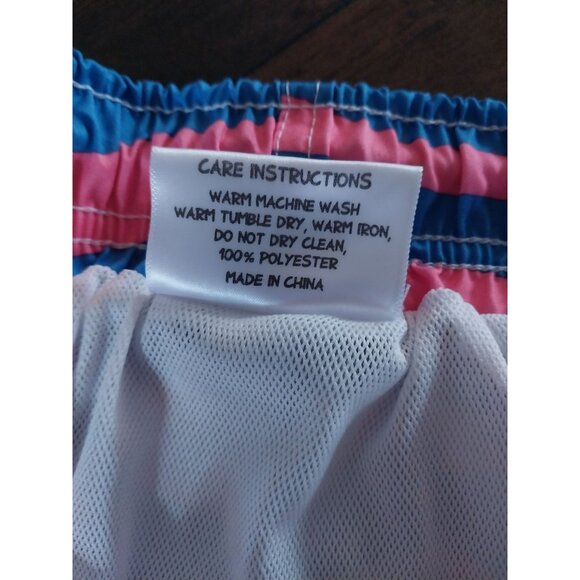 CARE INSTRUCTIONS
WARM MACHINE WASH
WARM TUMBLE DRY, WARM IRON,
DO NOT DRY CLEAN,
100% POLYESTER
MADE IN CHINA